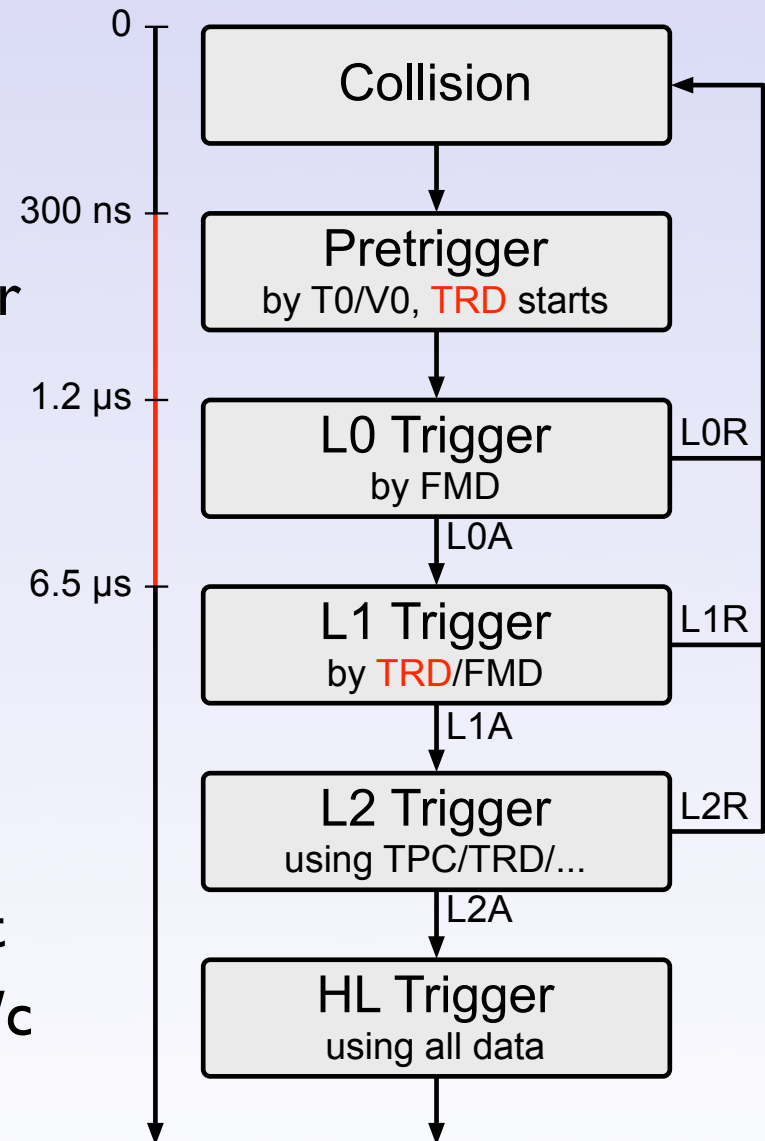 0
Collision
300 ns
Pretrigger
by T0/V0, TRD starts
r
1.2 µs
L0 Trigger
L0R
by FMD
L0A
6.5 µs
L1 Trigger
L1R
by TRD/FMD
L1A
L2 Trigger
L2R
using TPC/TRD/...
L2A
t
HL Trigger
/c
using all data